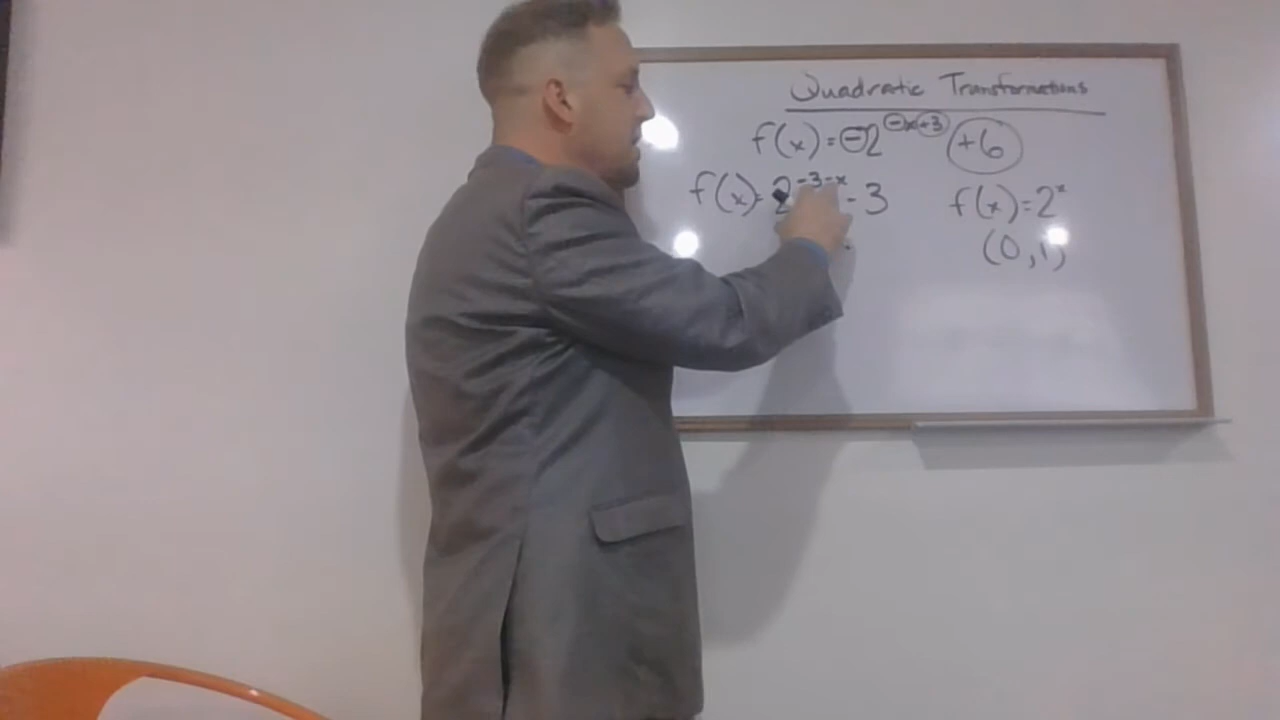 Quadratic Transformations
f(x)=-2^-x+3 +6
f(x)=2^-3-x -3
f(x)=2^x
(0,1)